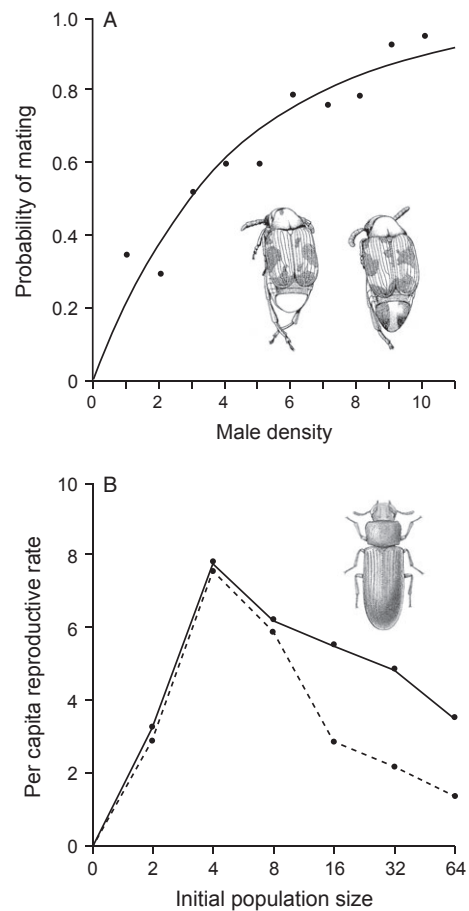 A
1.0
0.8
0.6
0.4
0.2
0
Probability of mating
0 2 4 6 8 10
Male density
B
10
8
6
4
2
0
Per capita reproductive rate
0 2 4 8 16 32 64
Initial population size